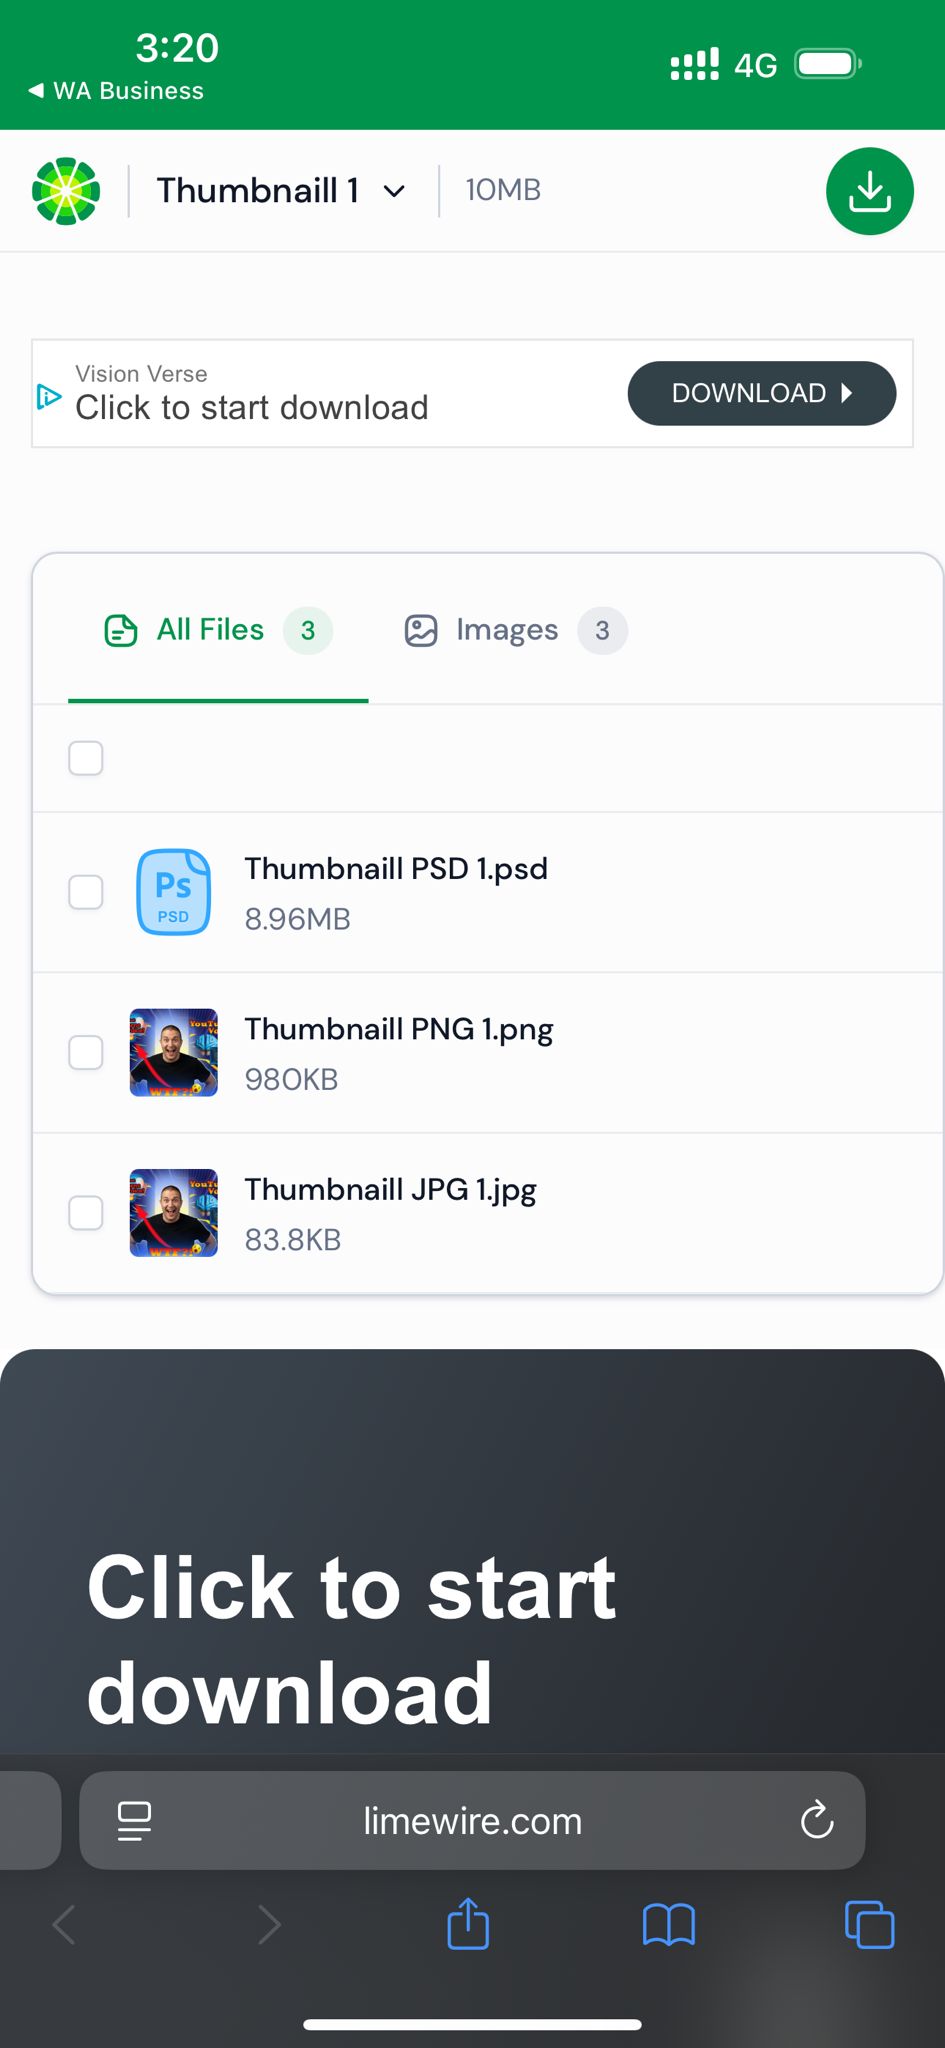 3:20
4G
◀ WA Business
Thumbnaill 1
10MB
Vision Verse
Click to start download
DOWNLOAD
All Files 3
Images 3
Ps
PSD
Thumbnaill PSD 1.psd
8.96MB
WTF?!
Thumbnaill PNG 1.png
980KB
WTF?!
Thumbnaill JPG 1.jpg
83.8KB
Click to start
download
limewire.com